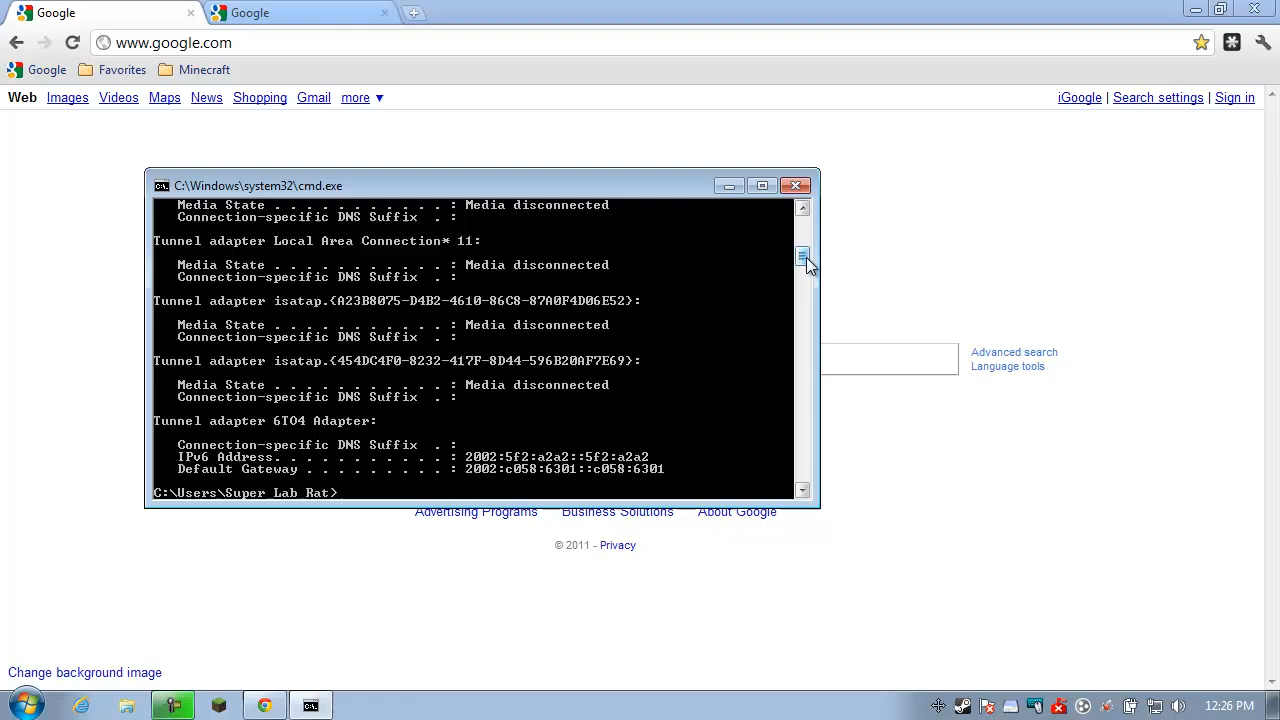 Google
Google
www.google.com
Google
Favorites
Minecraft
Web Images Videos Maps News Shopping Gmail more ▼
iGoogle | Search settings | Sign in
C:\Windows\system32\cmd.exe
Media State . . . . . . . . . . . : Media disconnected
Connection-specific DNS Suffix  . :
Tunnel adapter Local Area Connection* 11:
Media State . . . . . . . . . . . : Media disconnected
Connection-specific DNS Suffix  . :
Tunnel adapter isatap.{A23B8075-D4B2-4610-86C8-87A0F4D06E52}:
Media State . . . . . . . . . . . : Media disconnected
Connection-specific DNS Suffix  . :
Tunnel adapter isatap.{454DC4F0-8232-417F-8D44-596B20AF7E69}:
Media State . . . . . . . . . . . : Media disconnected
Connection-specific DNS Suffix  . :
Tunnel adapter 6TO4 Adapter:
Connection-specific DNS Suffix  . :
IPv6 Address. . . . . . . . . . . : 2002:5f2:a2a2::5f2:a2a2
Default Gateway . . . . . . . . . : 2002:c058:6301::c058:6301
C:\Users\Super Lab Rat>
Advanced search
Language tools
Advertising Programs
Business Solutions
About Google
© 2011 - Privacy
Change background image
12:26 PM